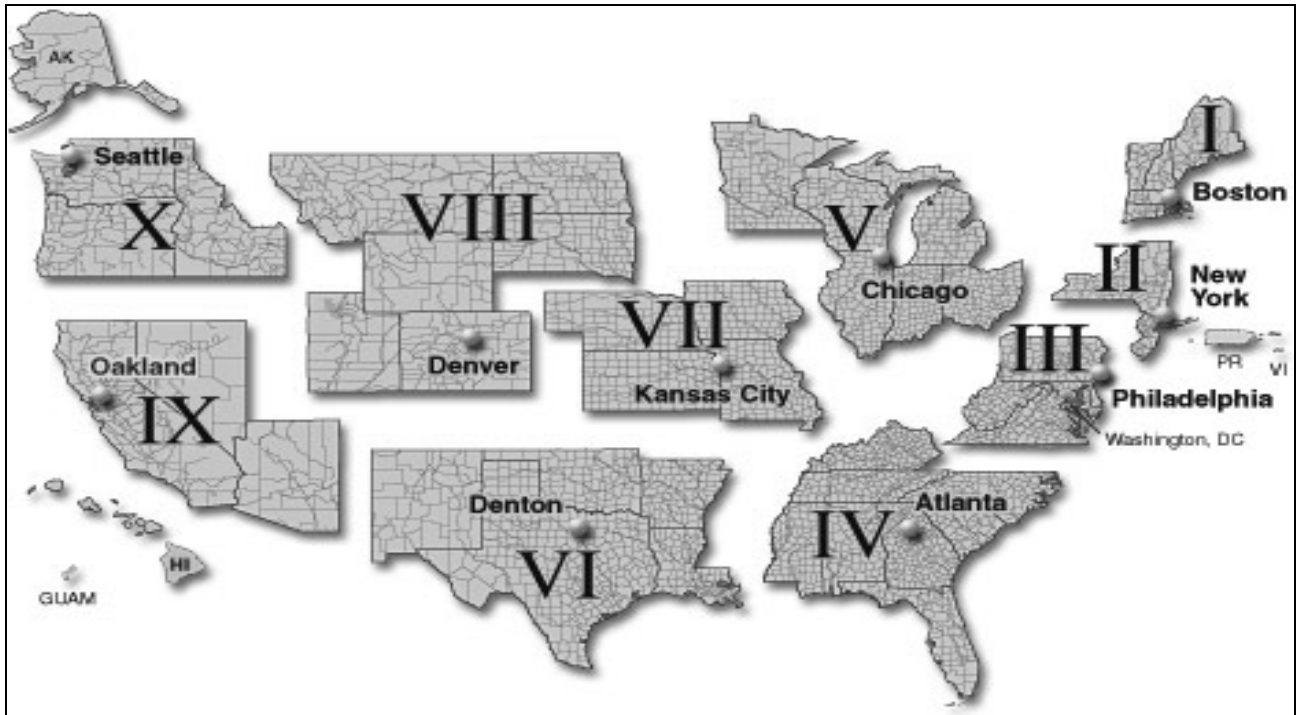 AK
Seattle
X
VIII
V
I
Boston
II
New
York
Chicago
VII
III
PR
VI
Oakland
IX
Denver
Kansas City
Philadelphia
Washington, DC
Denton
VI
Atlanta
IV
HI
GUAM